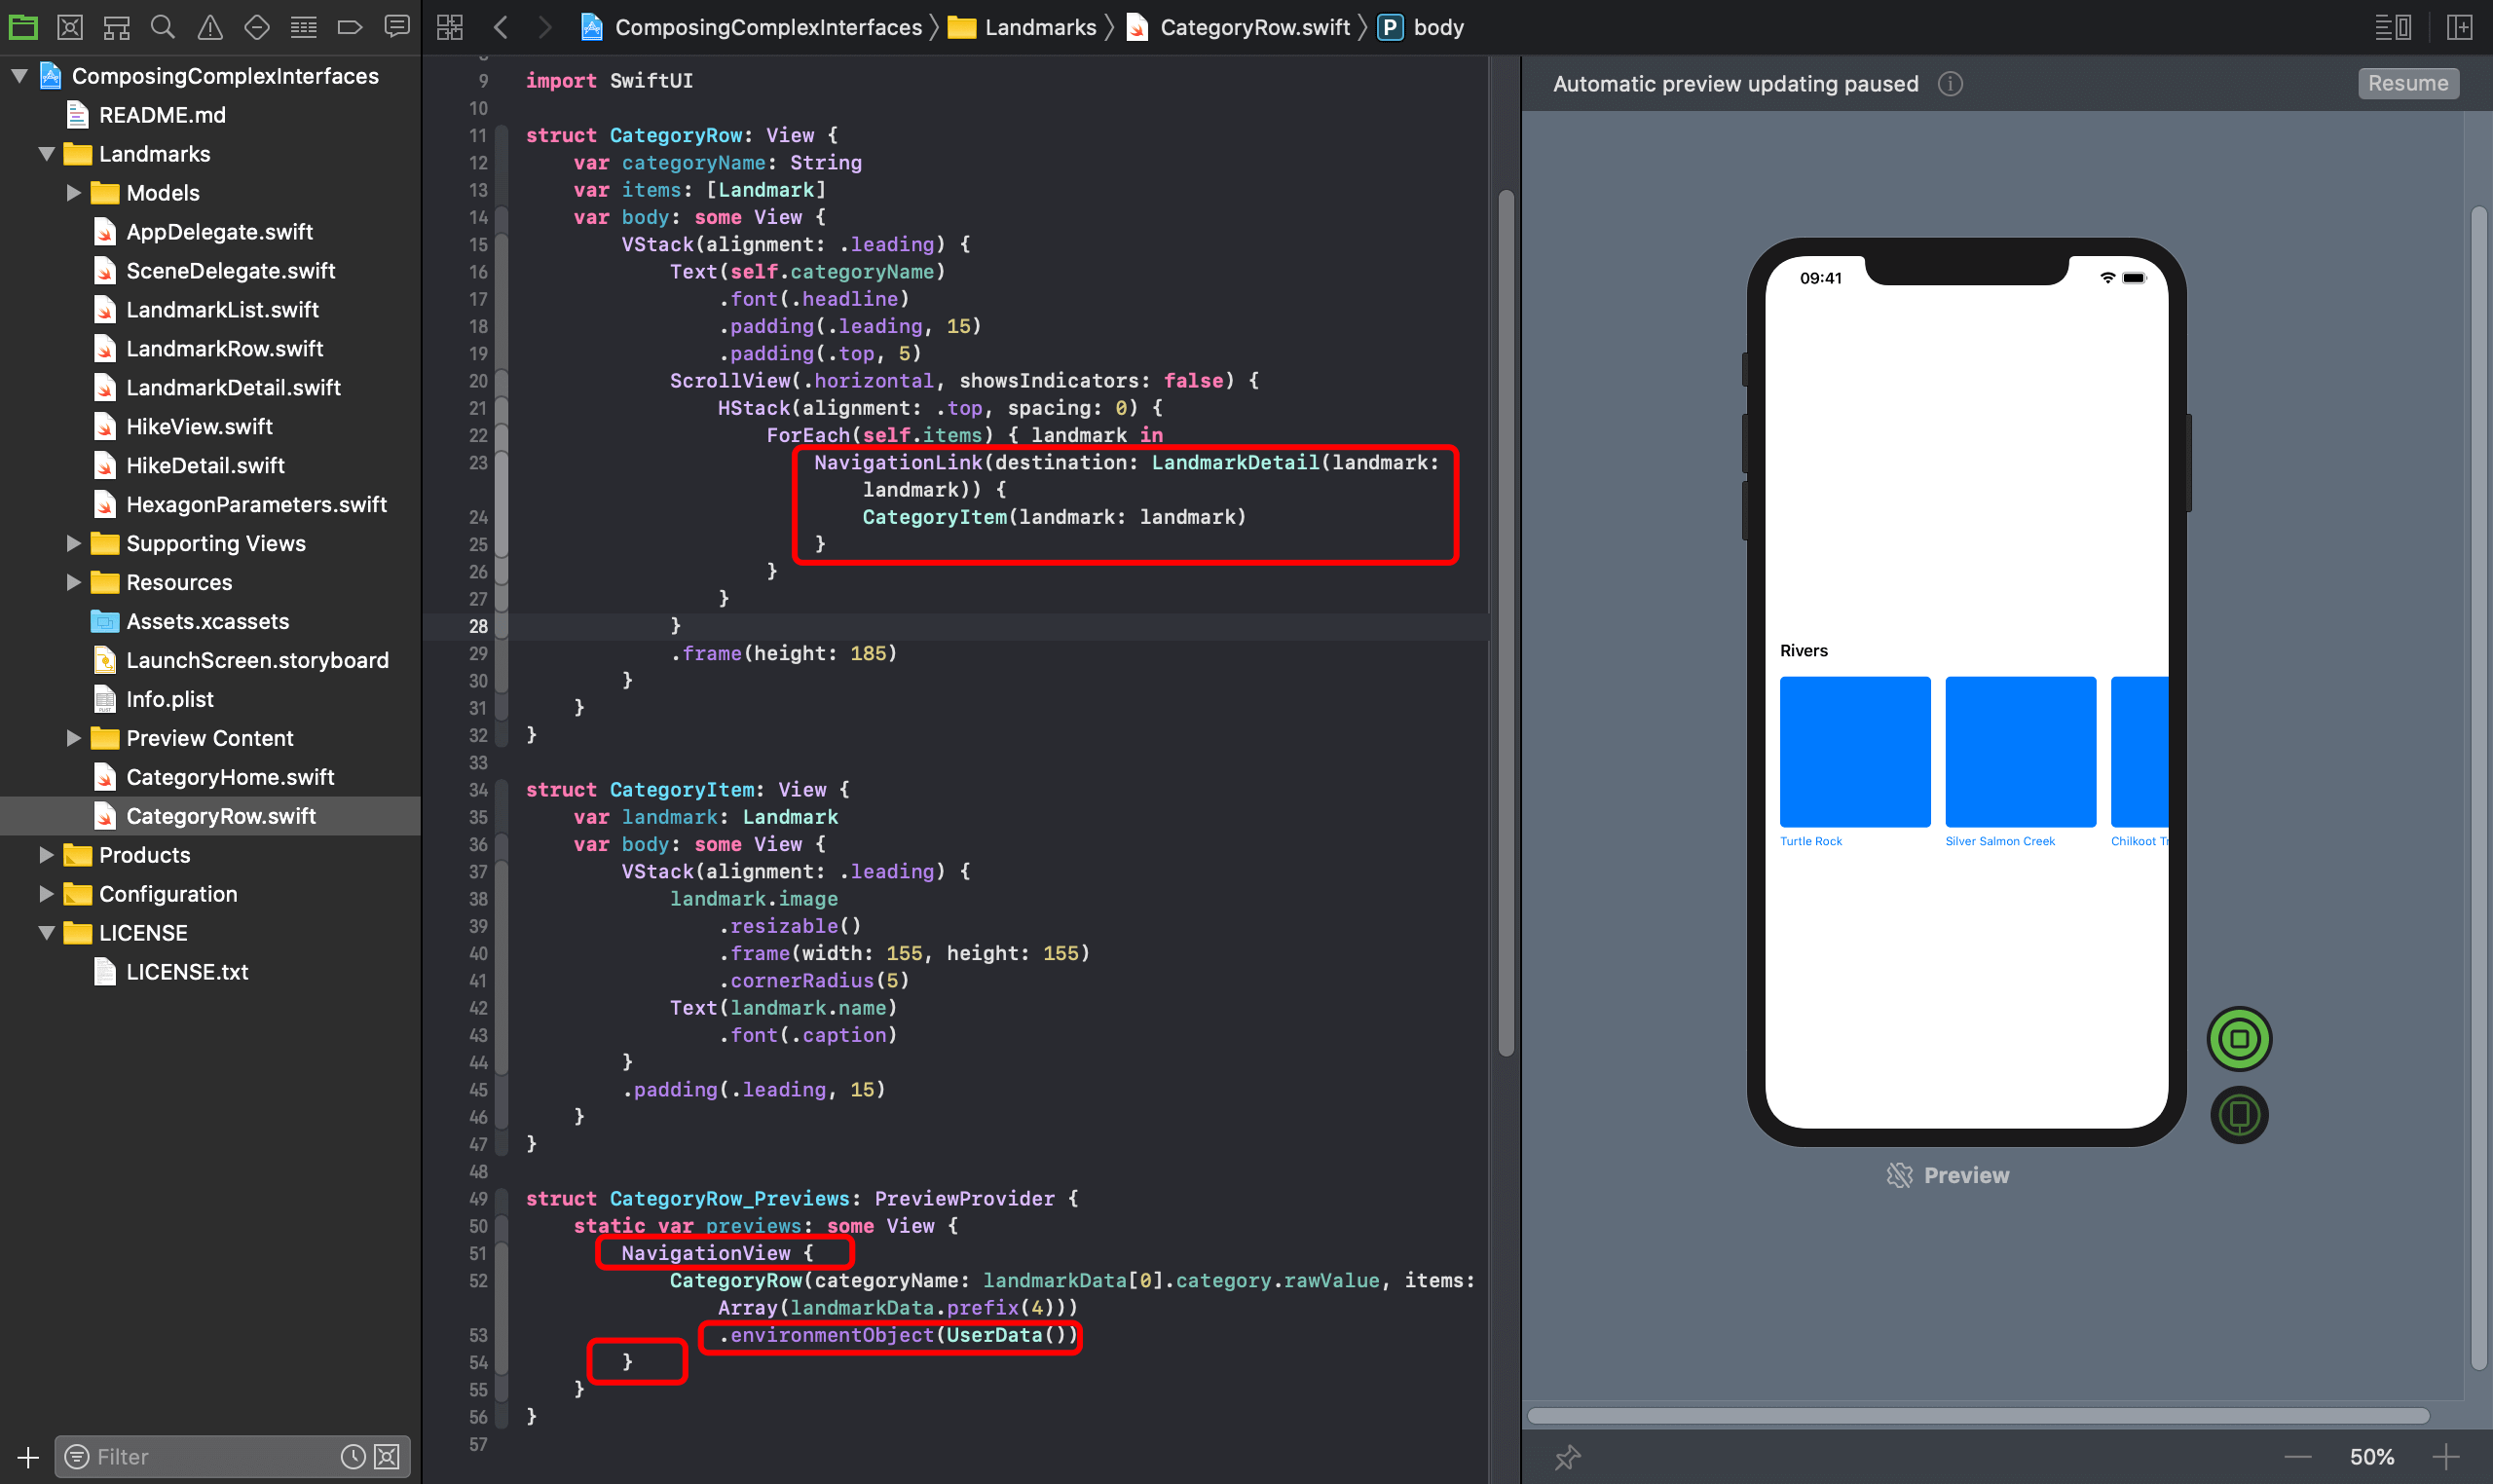 ComposingComplexInterfaces
Landmarks
CategoryRow.swift
P body
ComposingComplexInterfaces
README.md
Landmarks
Models
AppDelegate.swift
SceneDelegate.swift
LandmarkList.swift
LandmarkRow.swift
LandmarkDetail.swift
HikeView.swift
HikeDetail.swift
HexagonParameters.swift
Supporting Views
Resources
Assets.xcassets
LaunchScreen.storyboard
Info.plist
Preview Content
CategoryHome.swift
CategoryRow.swift
Products
Configuration
LICENSE
LICENSE.txt
Filter
9 import SwiftUI
10
11 struct CategoryRow: View {
12 var categoryName: String
13 var items: [Landmark]
14 var body: some View {
15 VStack(alignment: .leading) {
16 Text(self.categoryName)
17 .font(.headline)
18 .padding(.leading, 15)
19 .padding(.top, 5)
20 ScrollView(.horizontal, showsIndicators: false) {
21 HStack(alignment: .top, spacing: 0) {
22 ForEach(self.items) { landmark in
23 NavigationLink(destination: LandmarkDetail(landmark:
landmark)) {
24 CategoryItem(landmark: landmark)
25 }
26 }
27 }
28 }
29 .frame(height: 185)
30 }
31 }
32 }
33
34 struct CategoryItem: View {
35 var landmark: Landmark
36 var body: some View {
37 VStack(alignment: .leading) {
38 landmark.image
39 .resizable()
40 .frame(width: 155, height: 155)
41 .cornerRadius(5)
42 Text(landmark.name)
43 .font(.caption)
44 }
45 .padding(.leading, 15)
46 }
47 }
48
49 struct CategoryRow_Previews: PreviewProvider {
50 static var previews: some View {
51 NavigationView {
52 CategoryRow(categoryName: landmarkData[0].category.rawValue, items:
Array(landmarkData.prefix(4)))
53 .environmentObject(UserData())
54 }
55 }
56 }
57
Automatic preview updating paused
Resume
09:41
Rivers
Turtle Rock
Silver Salmon Creek
Chilkoot
Preview
50%